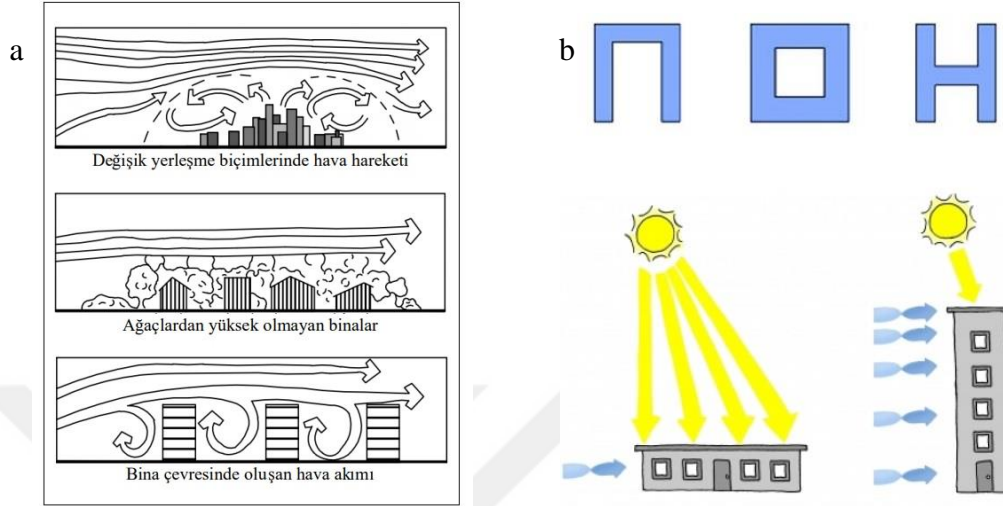 a
b
Değişik yerleşme biçimlerinde hava hareketi
Ağaçlardan yüksek olmayan binalar
Bina çevresinde oluşan hava akımı